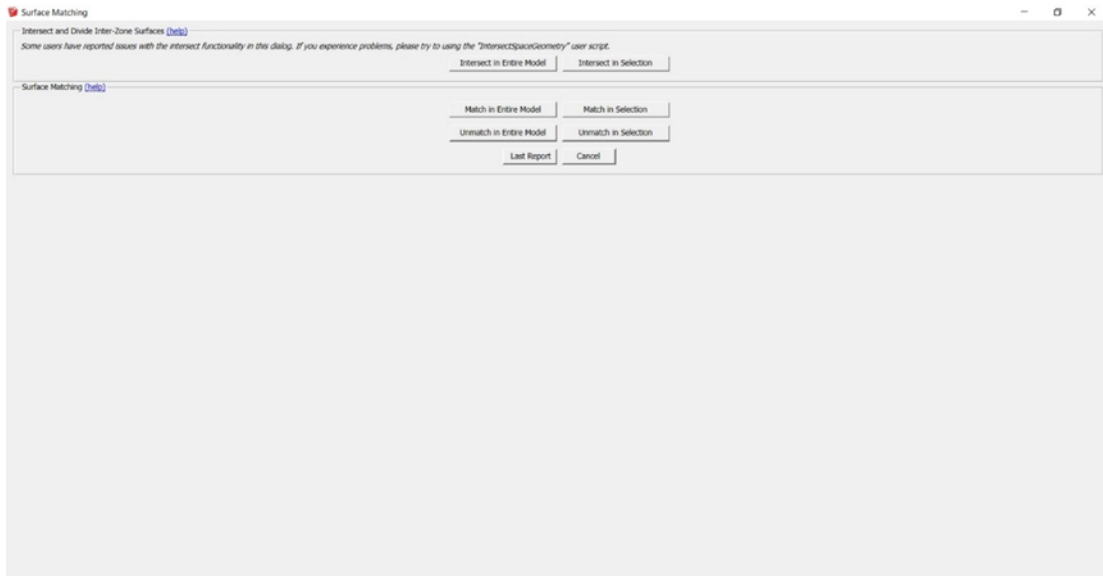 Surface Matching
Intersect and Divide Inter-Zone Surfaces (help)
Some users have reported issues with the intersect functionality in this dialog. If you experience problems, please try to using the "IntersectSpaceGeometry" user script.
Intersect in Entire Model Intersect in Selection
Surface Matching (help)
Match in Entire Model Match in Selection
Unmatch in Entire Model Unmatch in Selection
Last Report Cancel